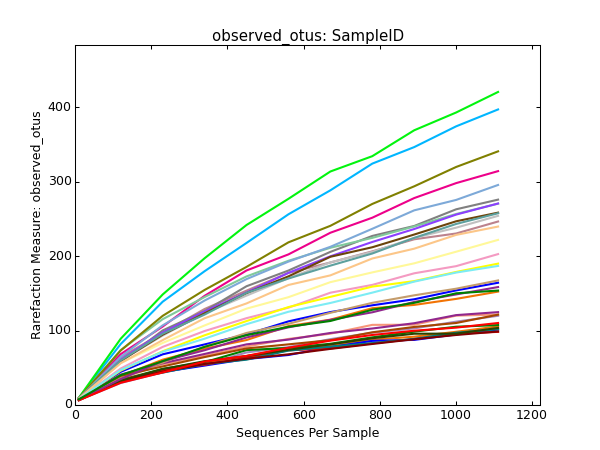 observed_otus: SampleID
Rarefaction Measure: observed_otus
400
300
200
100
0
0 200 400 600 800 1000 1200
Sequences Per Sample